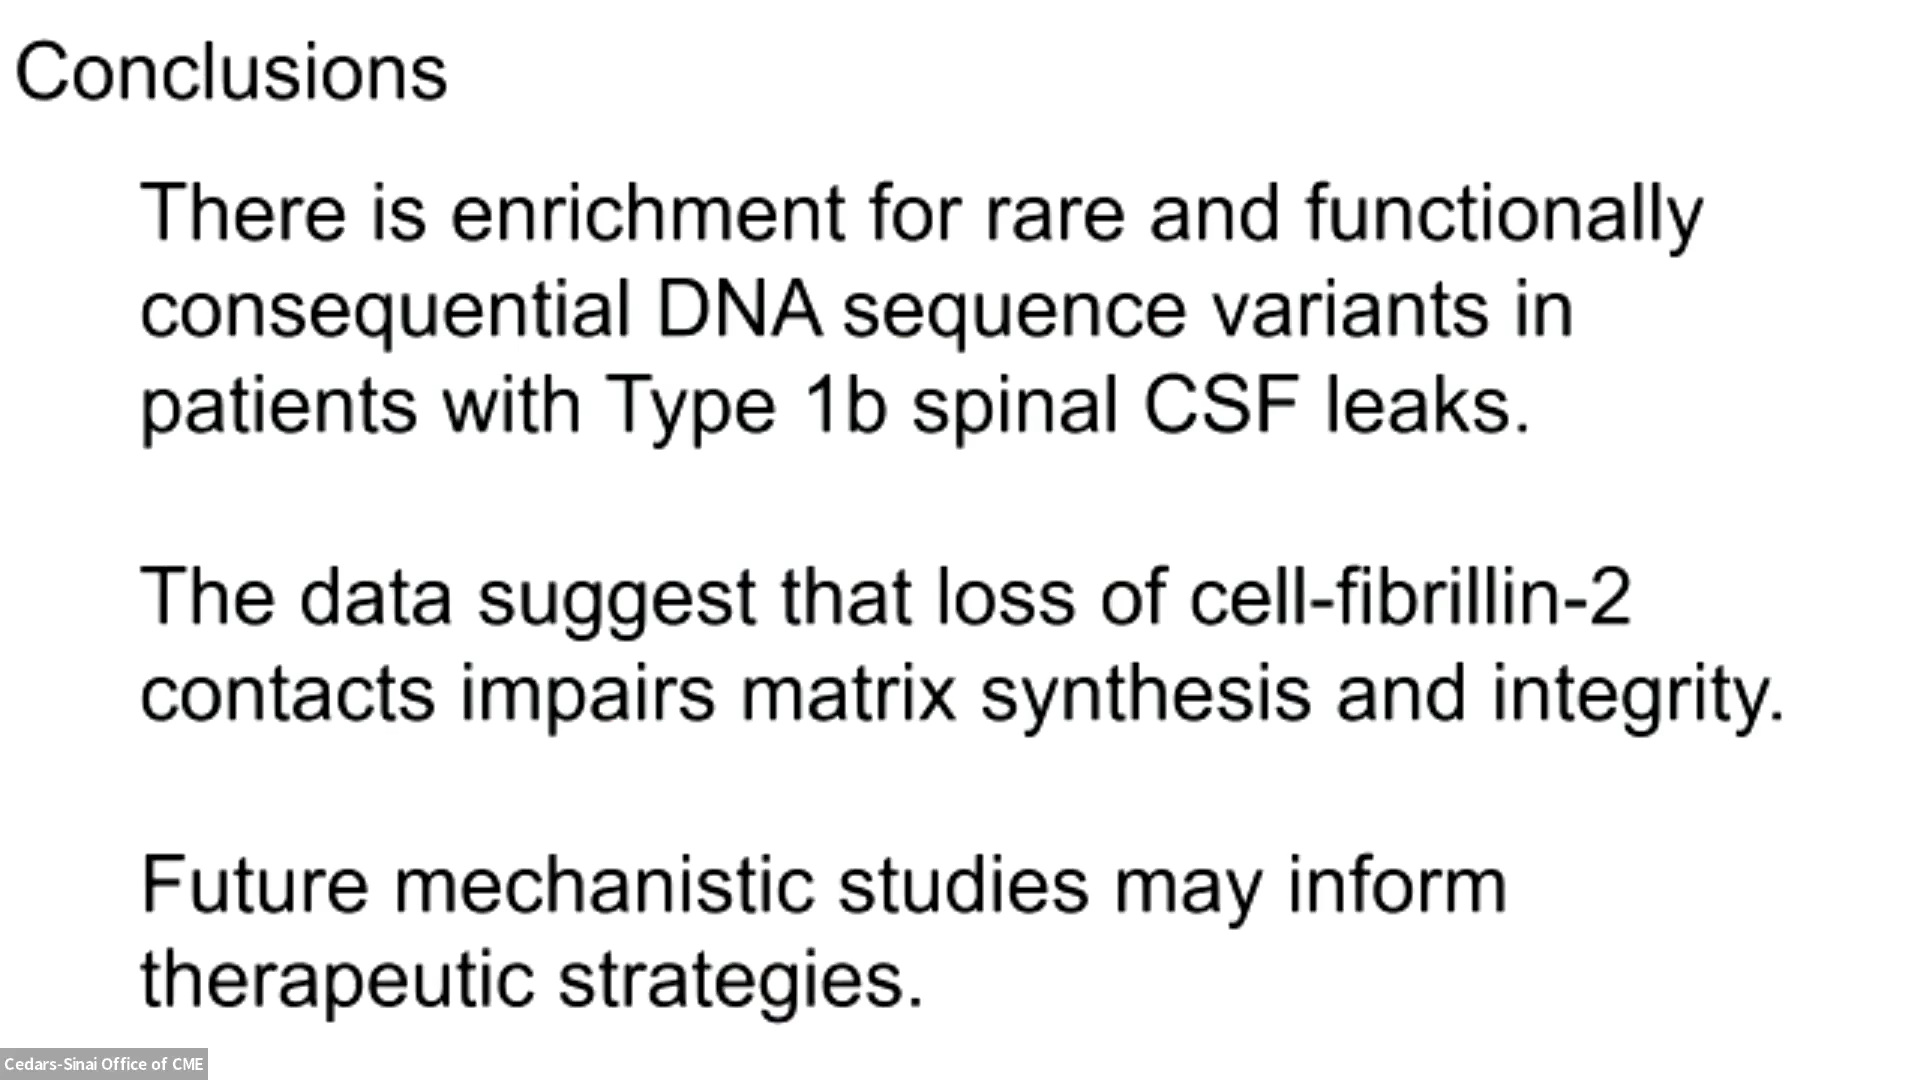 Conclusions
There is enrichment for rare and functionally
consequential DNA sequence variants in
patients with Type 1b spinal CSF leaks.
The data suggest that loss of cell-fibrillin-2
contacts impairs matrix synthesis and integrity.
Future mechanistic studies may inform
therapeutic strategies.
Cedars-Sinai Office of CME